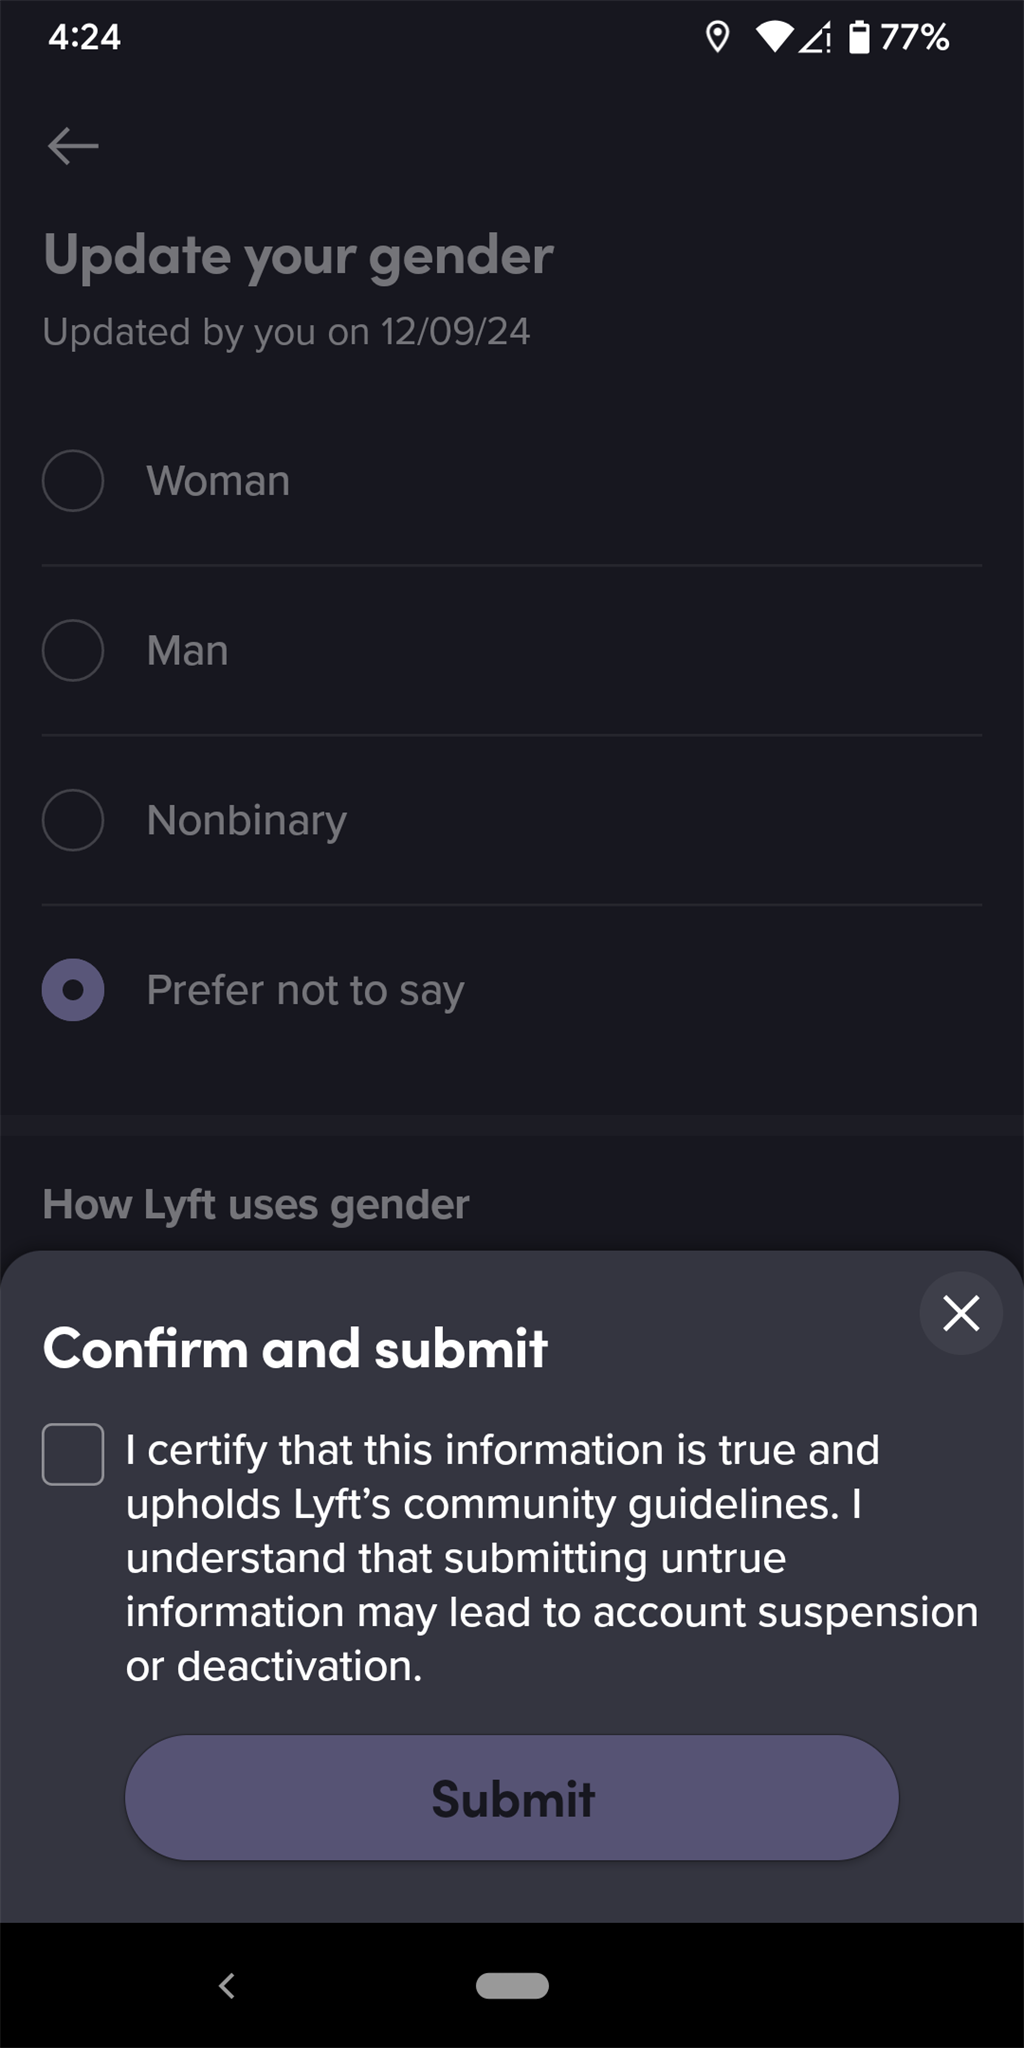 4:24
77%
Update your gender
Updated by you on 12/09/24
Woman
Man
Nonbinary
Prefer not to say
How Lyft uses gender
Confirm and submit
I certify that this information is true and
upholds Lyft’s community guidelines. I
understand that submitting untrue
information may lead to account suspension
or deactivation.
Submit